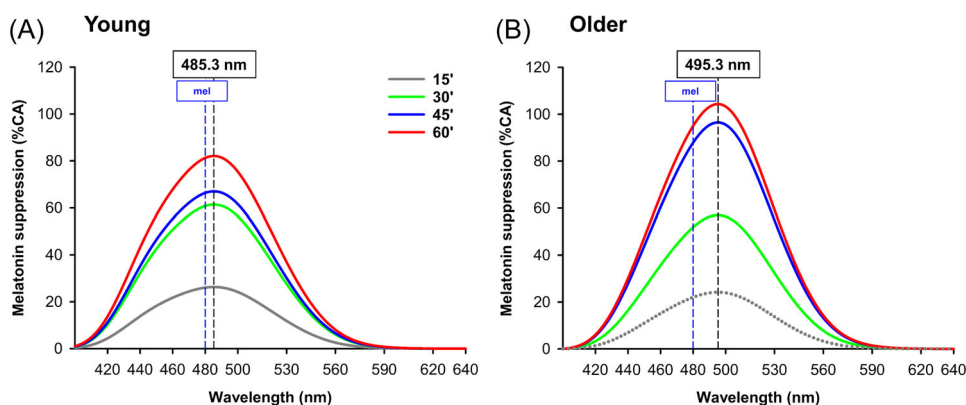 (A) Young
485.3 nm
mel
15'
30'
45'
60'
Melatonin suppression (%CA)
120
100
80
60
40
20
0
420 440 460 480 500 520 540 560 590 620 640
Wavelength (nm)
(B) Older
495.3 nm
mel
Melatonin suppression (%CA)
120
100
80
60
40
20
0
420 440 460 480 500 530 560 590 620 640
Wavelength (nm)